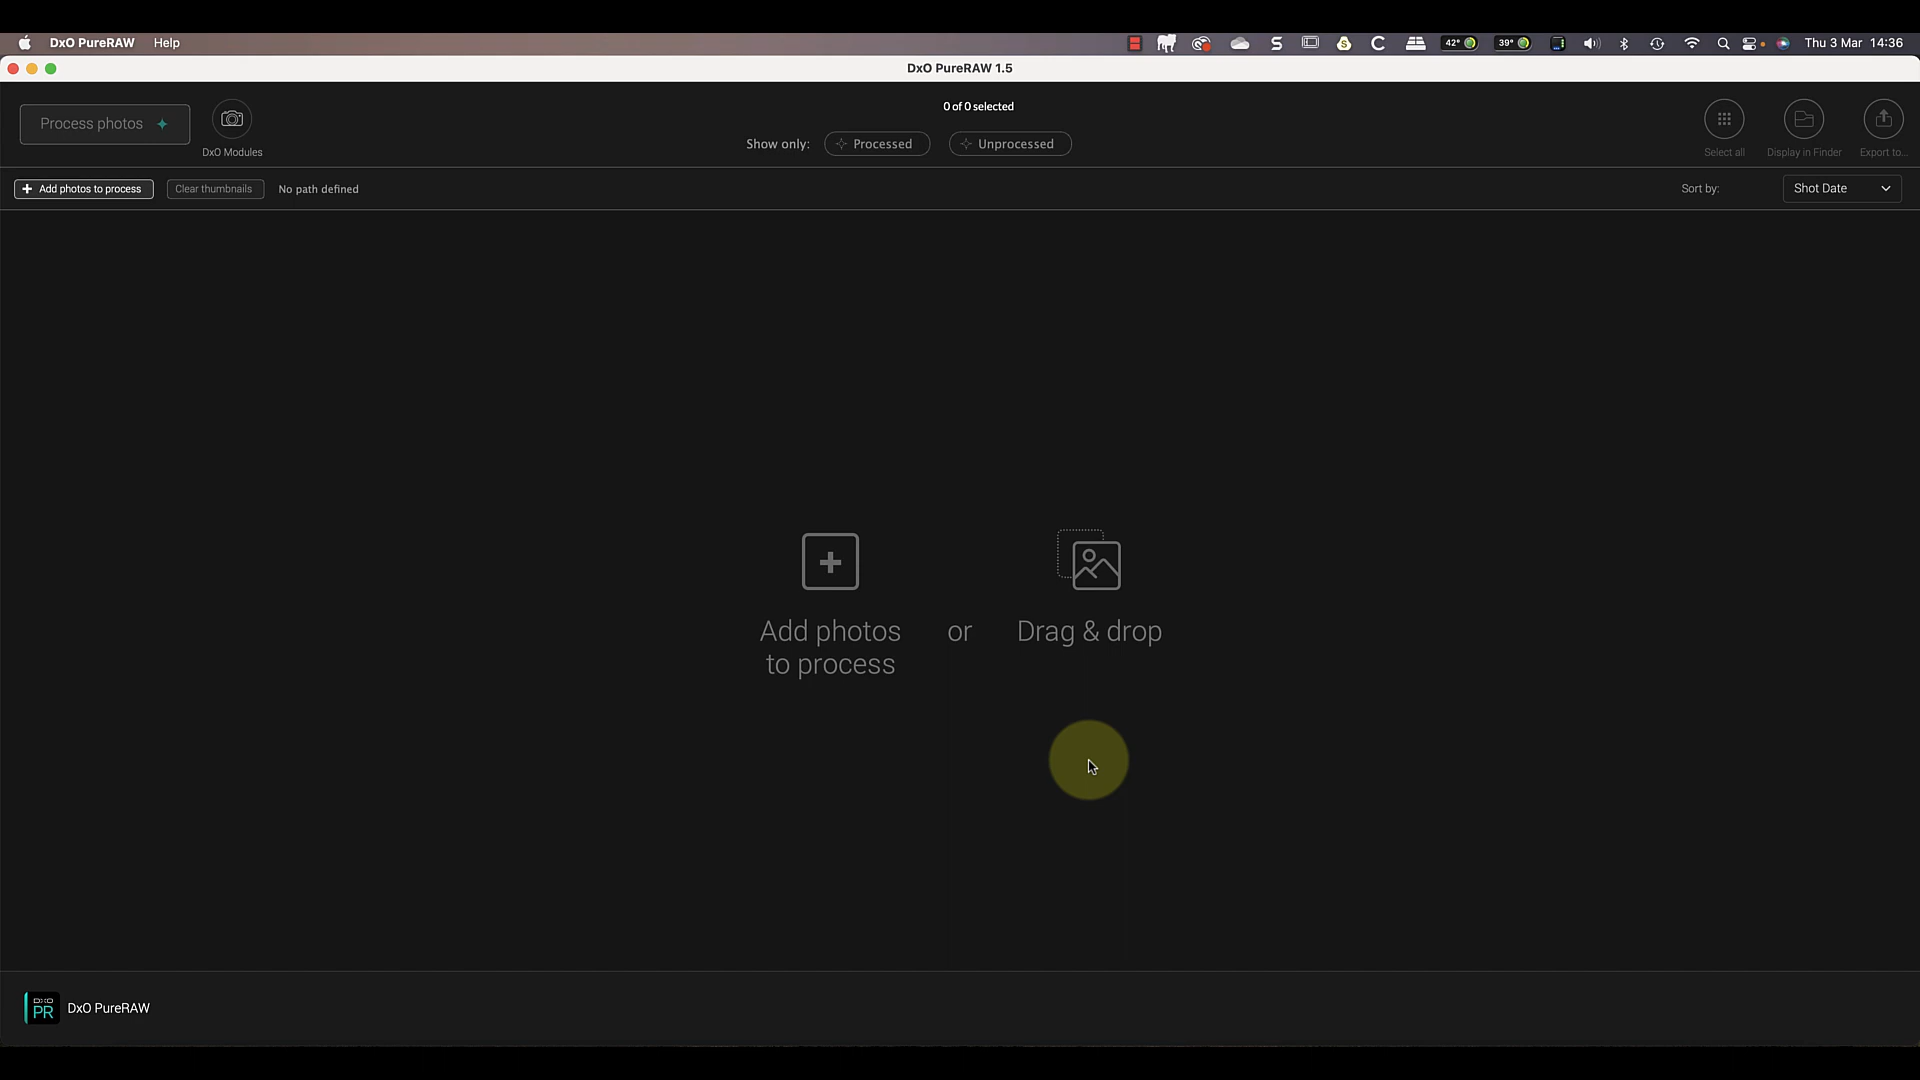 DxO PureRAW Help 42° 39° Thu 3 Mar 14:36
DxO PureRAW 1.5
Process photos
DxO Modules
0 of 0 selected
Show only: Processed Unprocessed
Select all Display in Finder Export to...
Add photos to process Clear thumbnails No path defined Sort by: Shot Date
Add photos
to process
or
Drag & drop
DxO
PR
DxO PureRAW